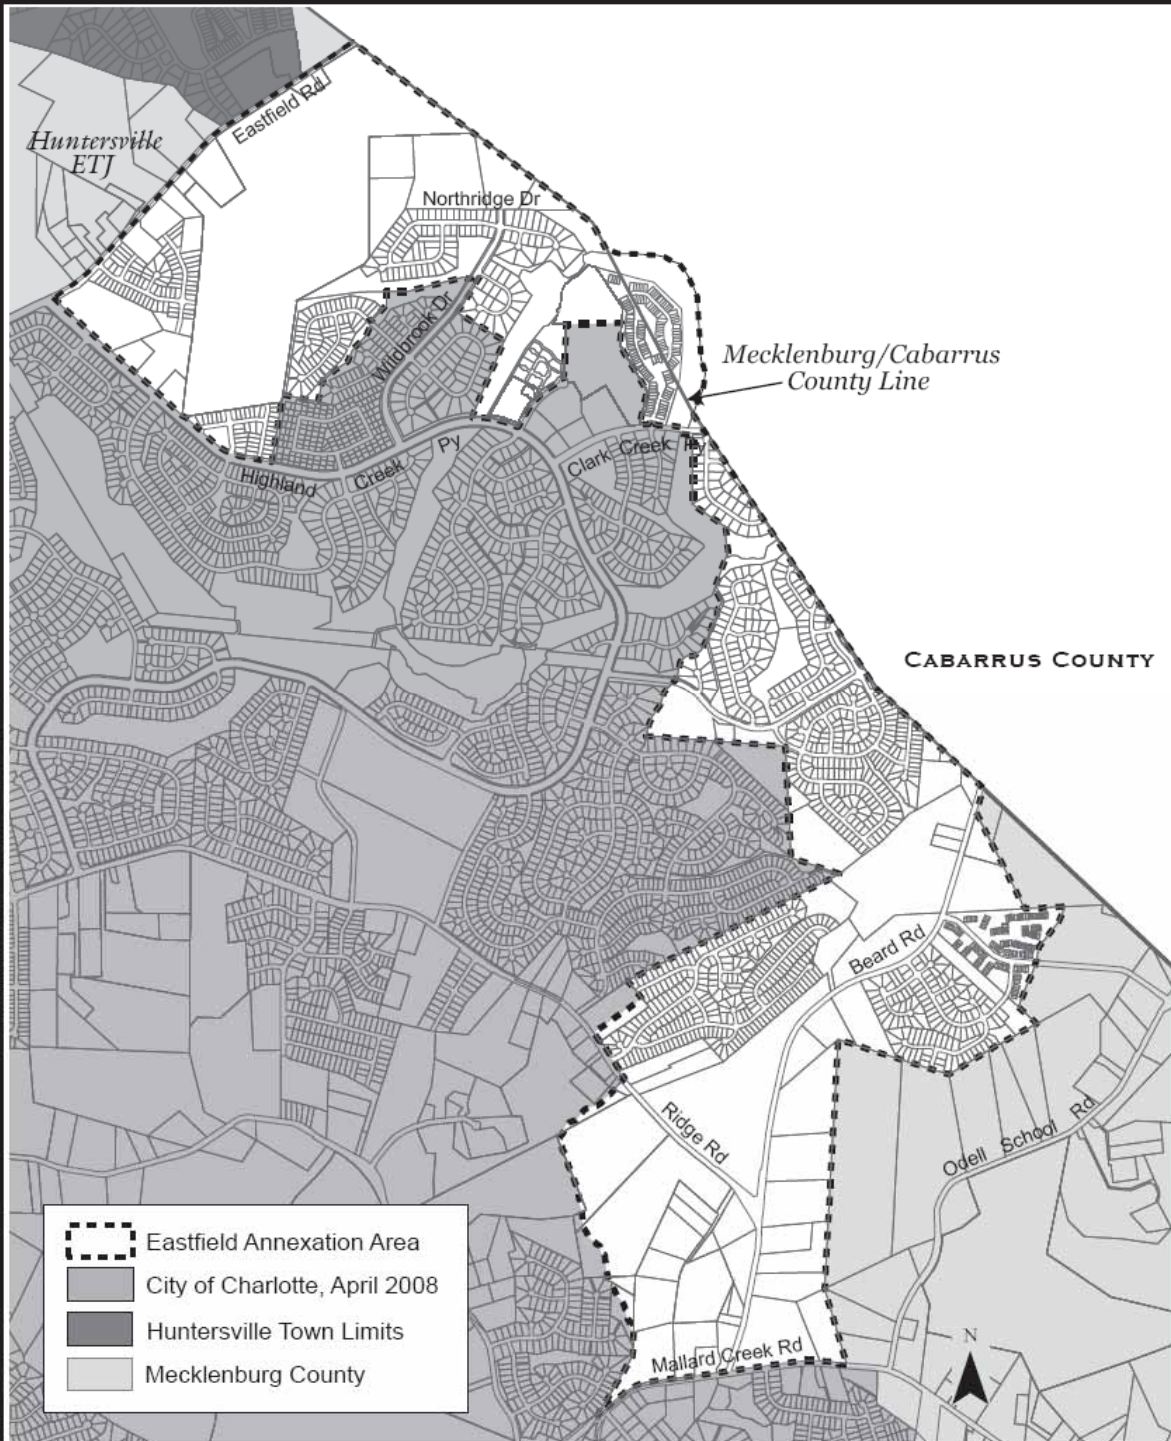 Eastfield Rd
Huntersville
ETJ
Northridge Dr
Wildbrook Dr
Mecklenburg/Cabarrus
County Line
Highland Creek Py
Clark Creek Py
CABARRUS COUNTY
Beard Rd
Ridge Rd
Odell School Rd
Mallard Creek Rd
N
Eastfield Annexation Area
City of Charlotte, April 2008
Huntersville Town Limits
Mecklenburg County